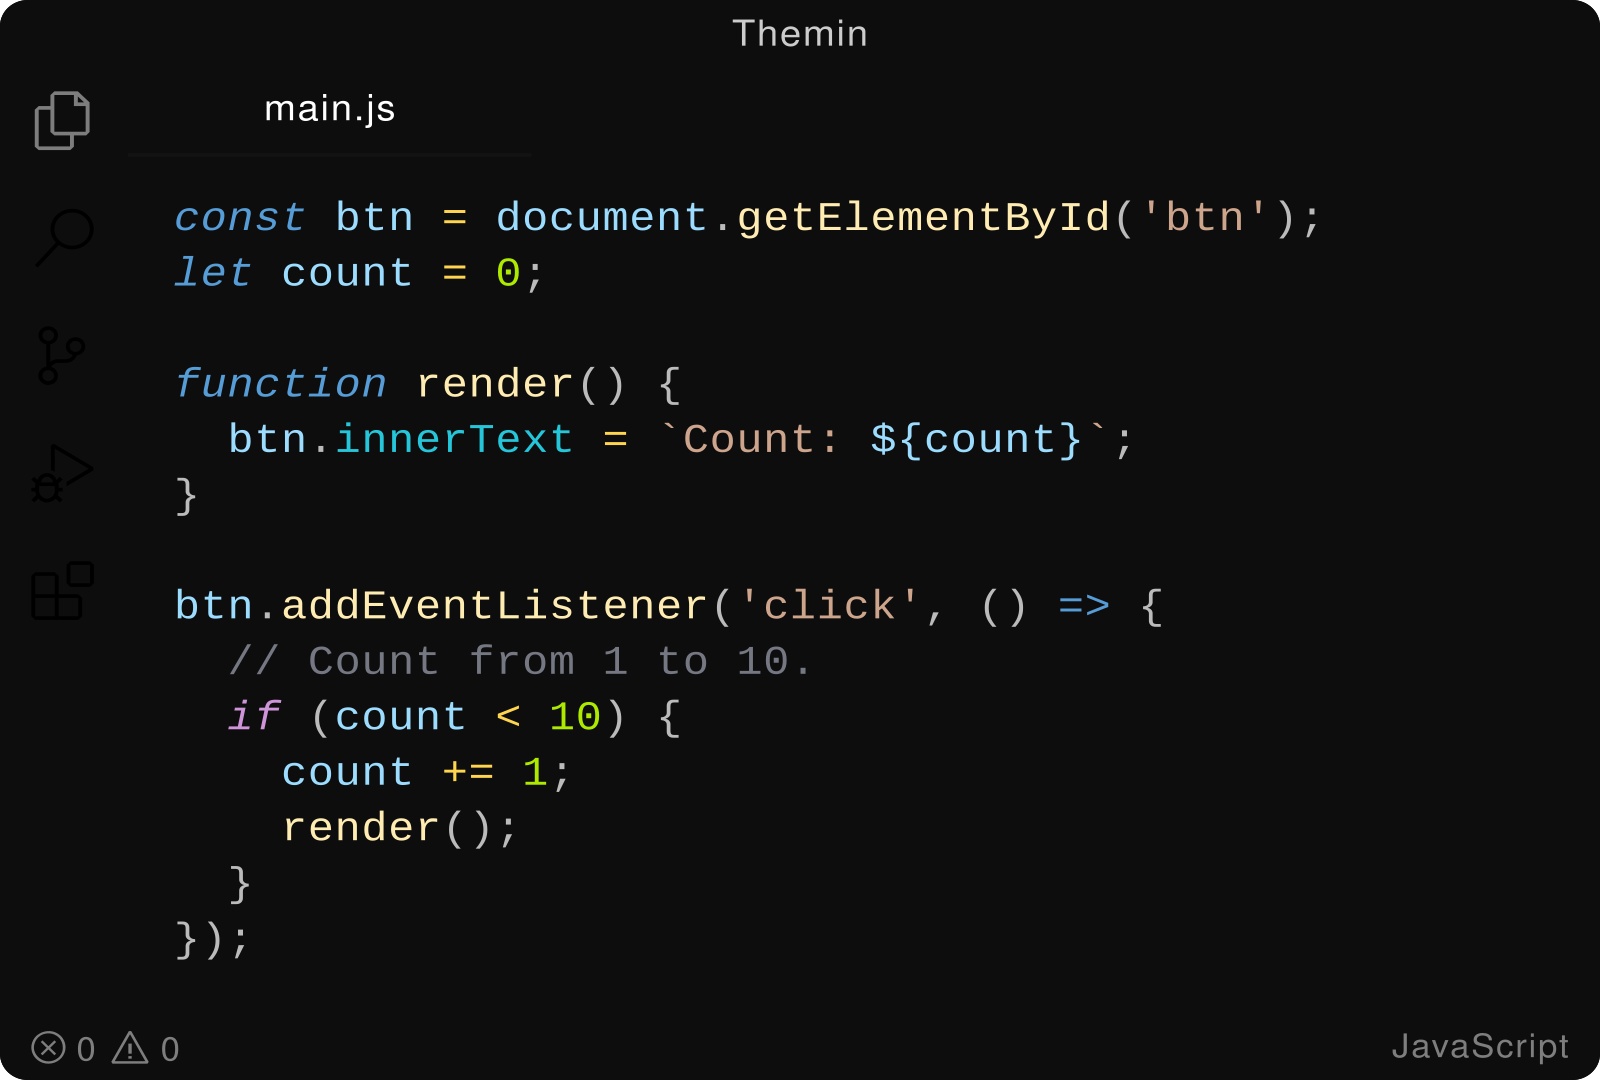 Themin
main.js
const btn = document.getElementById('btn');
let count = 0;
function render() {
  btn.innerText = `Count: ${count}`;
}
btn.addEventListener('click', () => {
  // Count from 1 to 10.
  if (count < 10) {
    count += 1;
    render();
  }
});
0 0 JavaScript